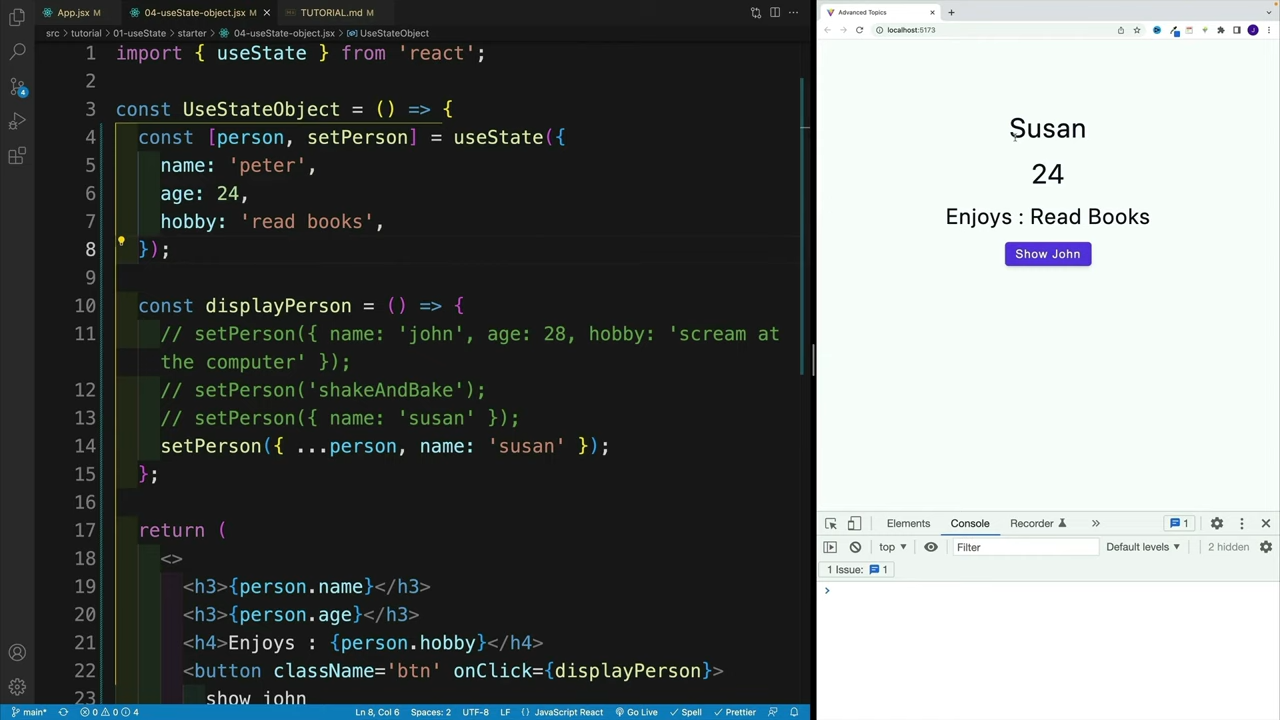 App.jsx M
04-useState-object.jsx M
TUTORIAL.md M
src > tutorial > 01-useState > starter > 04-useState-object.jsx > UseStateObject
1 import { useState } from 'react';
2
3 const UseStateObject = () => {
4 const [person, setPerson] = useState({
5 name: 'peter',
6 age: 24,
7 hobby: 'read books',
8 });
9
10 const displayPerson = () => {
11 // setPerson({ name: 'john', age: 28, hobby: 'scream at
the computer' });
12 // setPerson('shakeAndBake');
13 // setPerson({ name: 'susan' });
14 setPerson({ ...person, name: 'susan' });
15 };
16
17 return (
18 <>
19 <h3>{person.name}</h3>
20 <h3>{person.age}</h3>
21 <h4>Enjoys : {person.hobby}</h4>
22 <button className='btn' onClick={displayPerson}>
23 show john
4
main* 0 0 4 Ln 8, Col 6 Spaces: 2 UTF-8 LF {} JavaScript React Go Live Spell Prettier
Advanced Topics
localhost:5173
J
Susan
24
Enjoys : Read Books
Show John
Elements Console Recorder 1
top Filter Default levels 2 hidden
1 Issue: 1